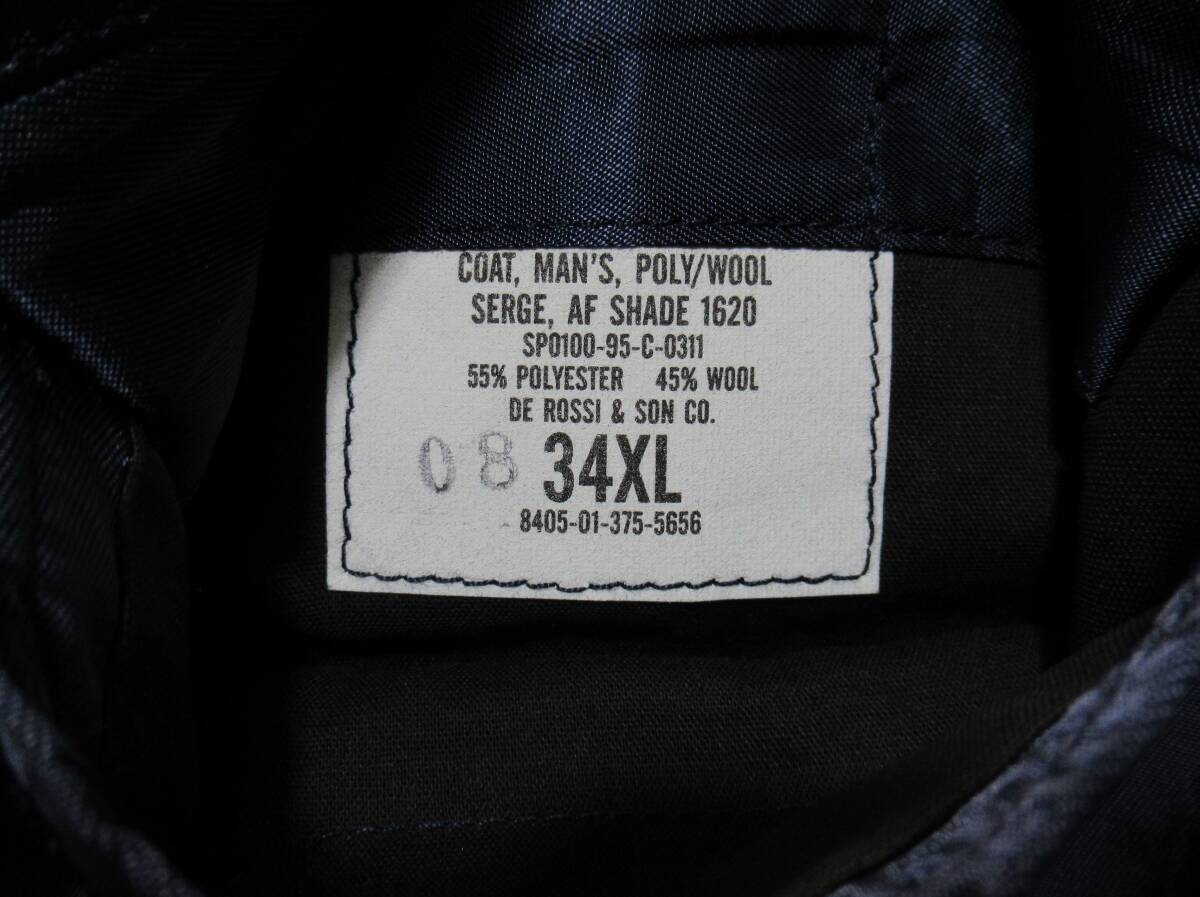 COAT, MAN'S, POLY/WOOL
SERGE, AF SHADE 1620
SP0100-95-C-0311
55% POLYESTER 45% WOOL
DE ROSSI & SON CO.
08 34XL
8405-01-375-5656